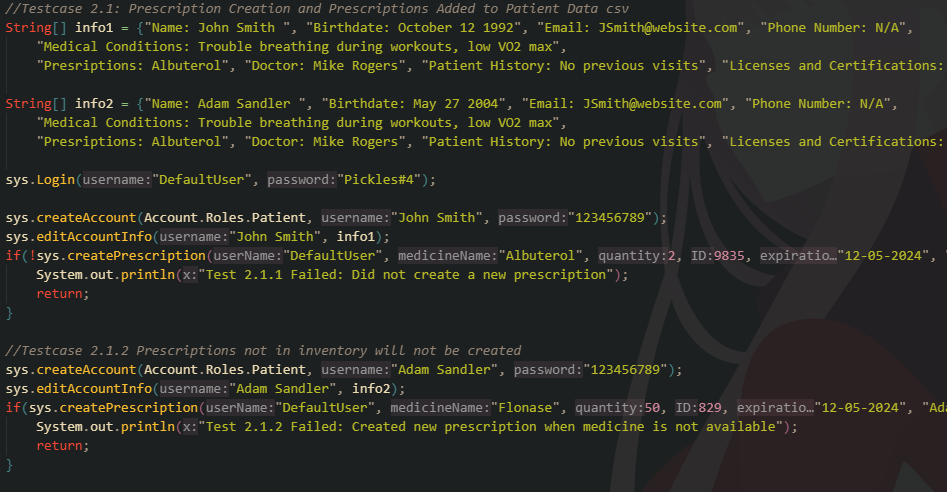 //Testcase 2.1: Prescription Creation and Prescriptions Added to Patient Data csv
String[] info1 = {"Name: John Smith ", "Birthdate: October 12 1992", "Email: JSmith@website.com", "Phone Number: N/A",
"Medical Conditions: Trouble breathing during workouts, low VO2 max",
"Presriptions: Albuterol", "Doctor: Mike Rogers", "Patient History: No previous visits", "Licenses and Certifications:
String[] info2 = {"Name: Adam Sandler ", "Birthdate: May 27 2004", "Email: JSmith@website.com", "Phone Number: N/A",
"Medical Conditions: Trouble breathing during workouts, low VO2 max",
"Presriptions: Albuterol", "Doctor: Mike Rogers", "Patient History: No previous visits", "Licenses and Certifications:
sys.Login(username:"DefaultUser", password:"Pickles#4");
sys.createAccount(Account.Roles.Patient, username:"John Smith", password:"123456789");
sys.editAccountInfo(username:"John Smith", info1);
if(!sys.createPrescription(userName:"DefaultUser", medicineName:"Albuterol", quantity:2, ID:9835, expiratio…"12-05-2024", "
System.out.println(x:"Test 2.1.1 Failed: Did not create a new prescription");
return;
}
//Testcase 2.1.2 Prescriptions not in inventory will not be created
sys.createAccount(Account.Roles.Patient, username:"Adam Sandler", password:"123456789");
sys.editAccountInfo(username:"Adam Sandler", info2);
if(sys.createPrescription(userName:"DefaultUser", medicineName:"Flonase", quantity:50, ID:829, expiratio…"12-05-2024", "Ada
System.out.println(x:"Test 2.1.2 Failed: Created new prescription when medicine is not available");
return;
}